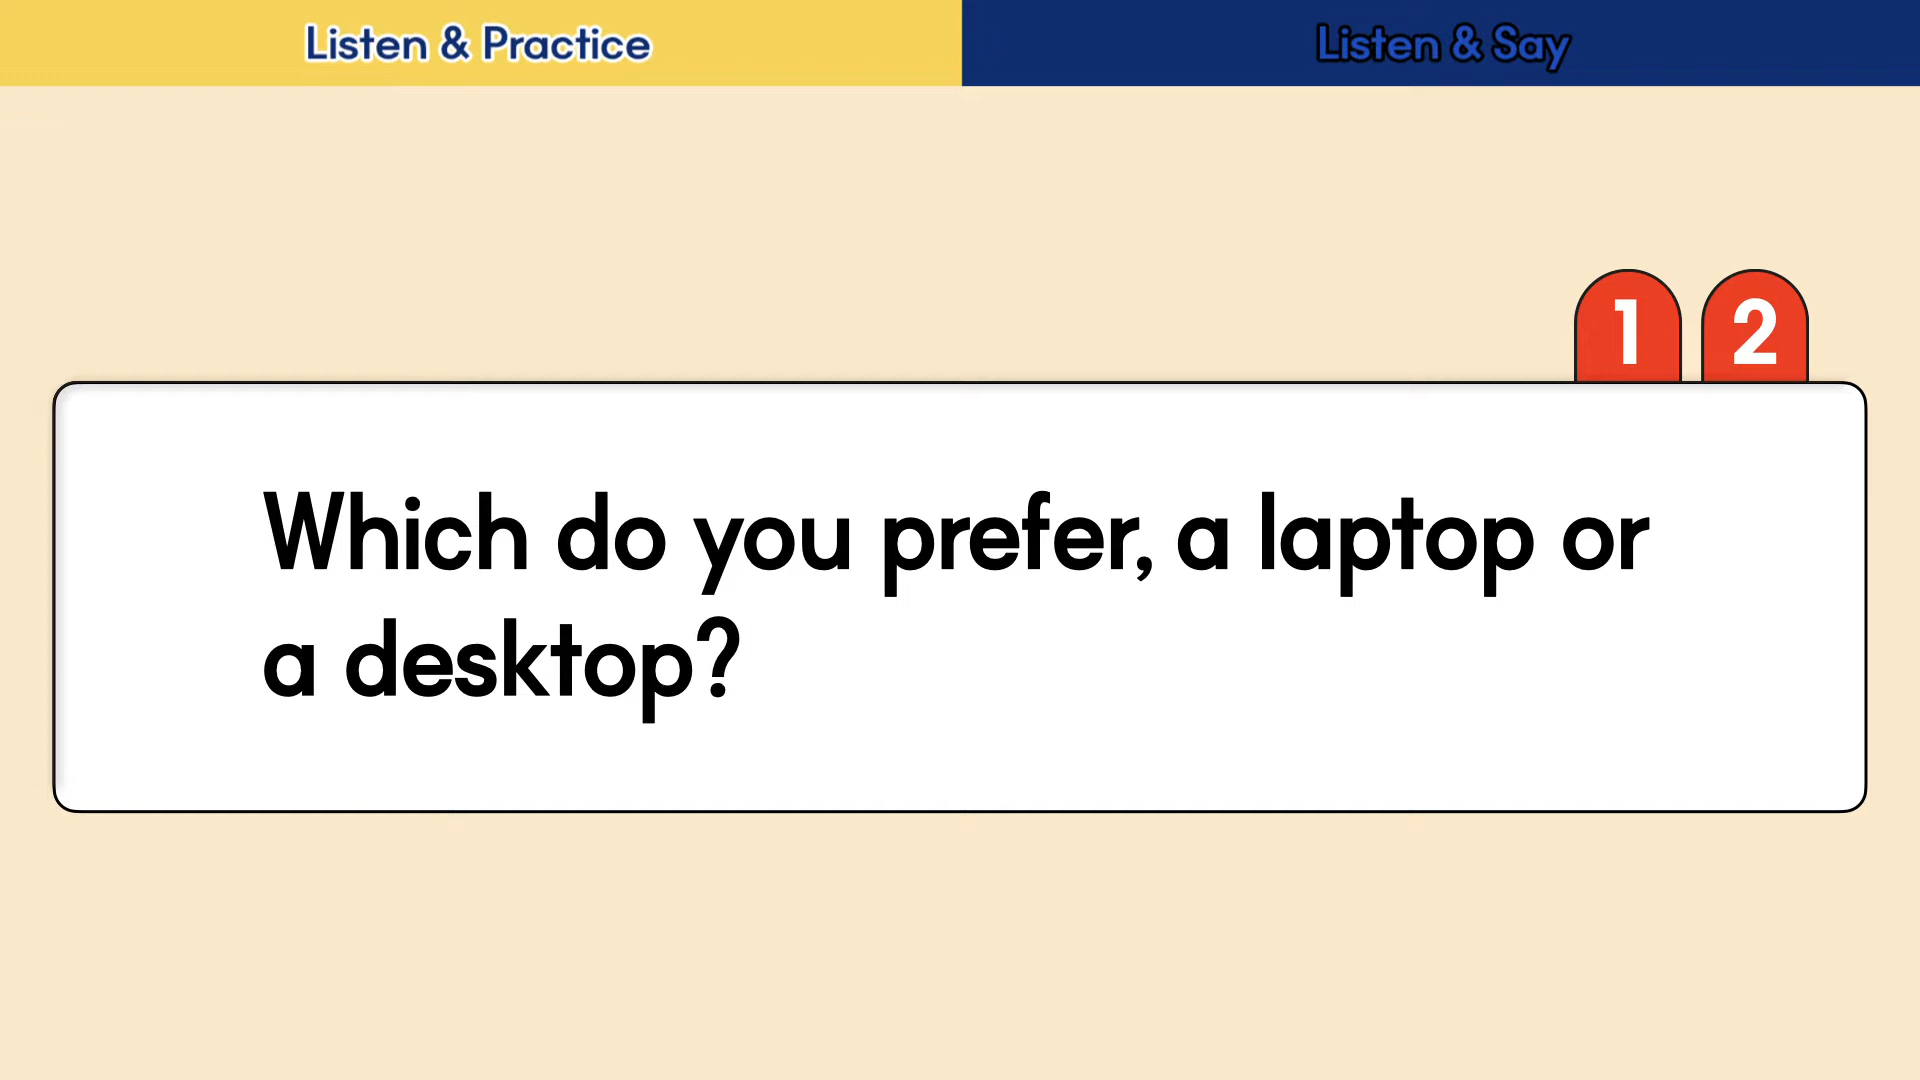 Listen & Practice
Listen & Say
1 2
Which do you prefer, a laptop or
a desktop?